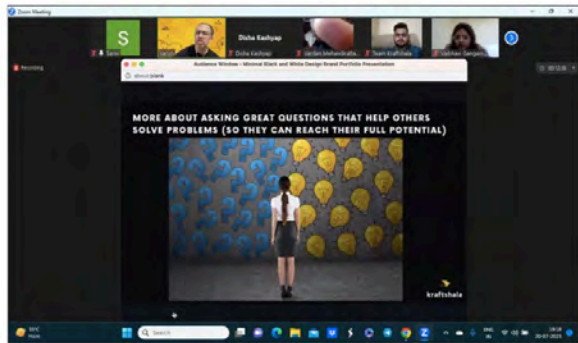 Zoom Meeting
S
Disha Kashyap
Disha Kashyap
Team Kraftshala
Recording
Audience Window – Minimal Black and White Design Brand Portfolio Presentation
about:blank
MORE ABOUT ASKING GREAT QUESTIONS THAT HELP OTHERS
SOLVE PROBLEMS (SO THEY CAN REACH THEIR FULL POTENTIAL)
kraftshala
Search
ENG
IN